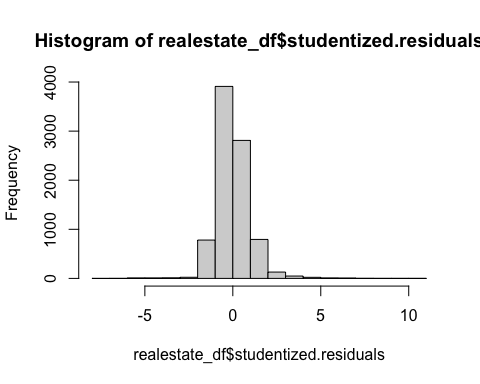 Histogram of realestate_df$studentized.residuals
Frequency
4000
3000
2000
1000
0
-5 0 5 10
realestate_df$studentized.residuals